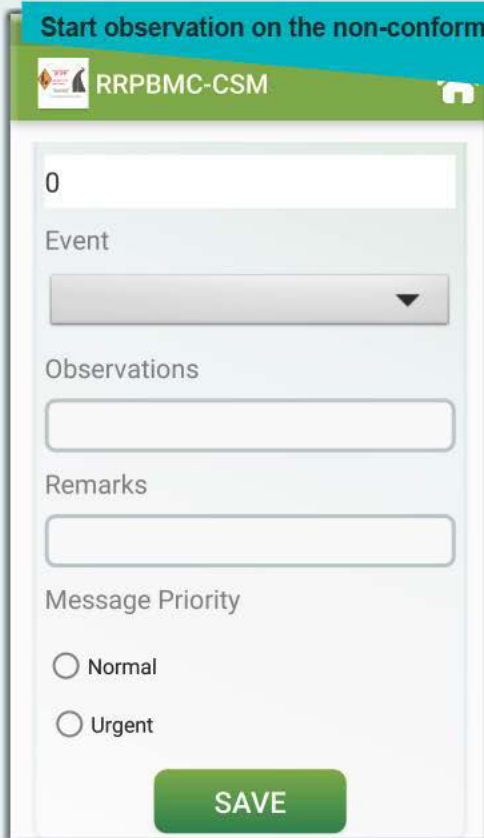 Start observation on the non-conform
RRPBMC-CSM
0
Event
Observations
Remarks
Message Priority
Normal
Urgent
SAVE